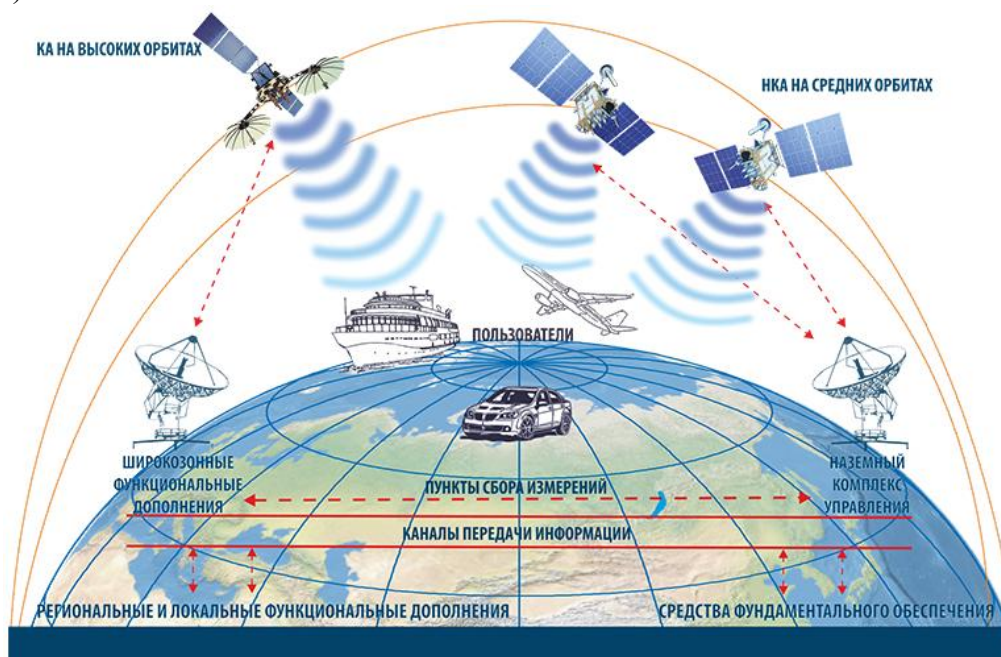 КА НА ВЫСОКИХ ОРБИТАХ
НКА НА СРЕДНИХ ОРБИТАХ
ПОЛЬЗОВАТЕЛИ
ШИРОКОЗОННЫЕ
ФУНКЦИОНАЛЬНЫЕ
ДОПОЛНЕНИЯ
ПУНКТЫ СБОРА ИЗМЕРЕНИЙ
НАЗЕМНЫЙ
КОМПЛЕКС
УПРАВЛЕНИЯ
КАНАЛЫ ПЕРЕДАЧИ ИНФОРМАЦИИ
РЕГИОНАЛЬНЫЕ И ЛОКАЛЬНЫЕ ФУНКЦИОНАЛЬНЫЕ ДОПОЛНЕНИЯ
СРЕДСТВА ФУНДАМЕНТАЛЬНОГО ОБЕСПЕЧЕНИЯ